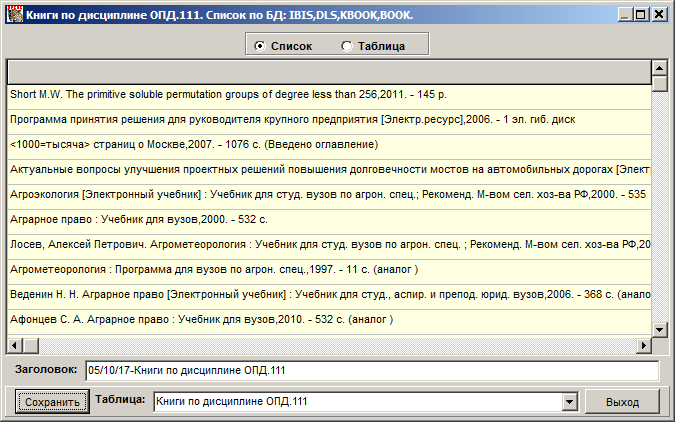 Книги по дисциплине ОПД.111. Список по БД: IBIS,DLS,KBOOK,BOOK.
Список Таблица
Short M.W. The primitive soluble permutation groups of degree less than 256,2011. - 145 p.
Программа принятия решения для руководителя крупного предприятия [Электр.ресурс],2006. - 1 эл. гиб. диск
<1000=тысяча> страниц о Москве,2007. - 1076 с. (Введено оглавление)
Актуальные вопросы улучшения проектных решений повышения долговечности мостов на автомобильных дорогах [Элект
Агроэкология [Электронный учебник] : Учебник для студ. вузов по агрон. спец.; Рекоменд. М-вом сел. хоз-ва РФ,2000. - 535
Аграрное право : Учебник для вузов,2000. - 532 с.
Лосев, Алексей Петрович. Агрометеорология : Учебник для студ. вузов по агрон. спец. ; Рекоменд. М-вом сел. хоз-ва РФ,20
Агрометеорология : Программа для вузов по агрон. спец.,1997. - 11 с. (аналог )
Веденин Н. Н. Аграрное право [Электронный учебник] : Учебник для студ., аспир. и препод. юрид. вузов,2006. - 368 с. (анало
Афонцев С. А. Аграрное право : Учебник для вузов,2010. - 532 с. (аналог )
Заголовок: 05/10/17-Книги по дисциплине ОПД.111
Сохранить Таблица: Книги по дисциплине ОПД.111 Выход